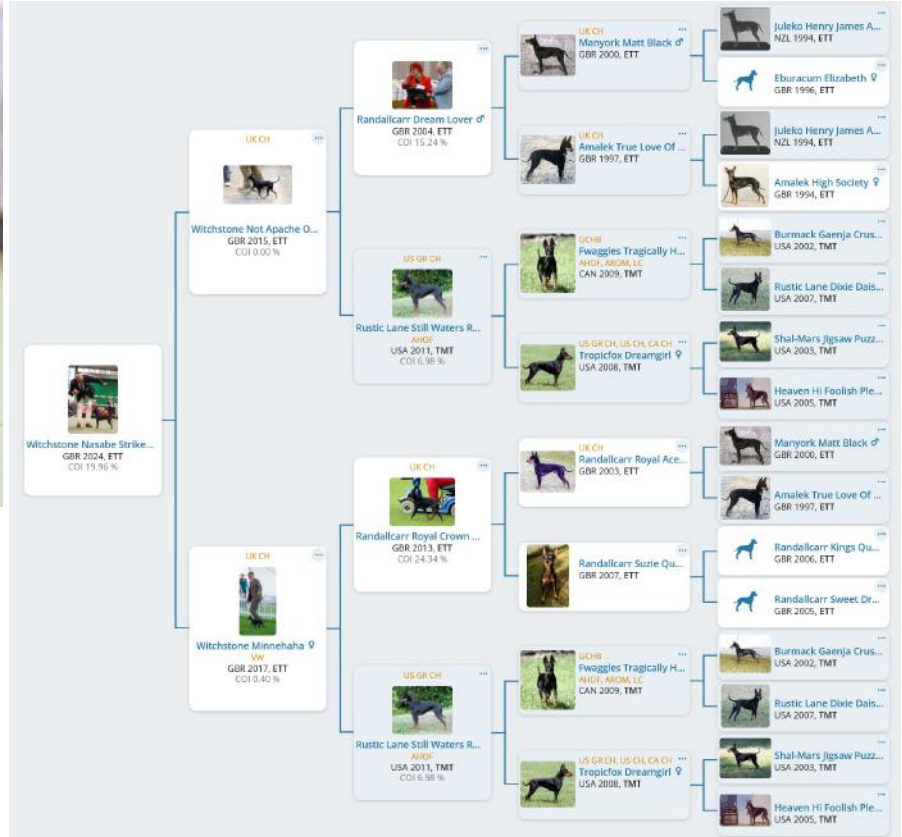 Witchstone Nasabe Strike...
GBR 2024, ETT
COI 19.96 %
UK CH
Witchstone Not Apache O...
GBR 2015, ETT
COI 0.00 %
UK CH
Witchstone Minnehaha ♀
VW
GBR 2017, ETT
COI 0.40 %
Randallcarr Dream Lover ♂
GBR 2004, ETT
COI 15.24 %
US GR CH
Rustic Lane Still Waters R...
AHOF
USA 2011, TMT
COI 6.98 %
UK CH
Randallcarr Royal Crown ...
GBR 2013, ETT
COI 24.34 %
US GR CH
Rustic Lane Still Waters R...
AHOF
USA 2011, TMT
COI 6.98 %
UK CH
Manyork Matt Black ♂
GBR 2000, ETT
UK CH
Amalek True Love Of ...
GBR 1997, ETT
GCHB
Fwaggles Tragically H...
AHOF, AROM, LC
CAN 2009, TMT
US GR CH, US CH, CA CH
Tropicfox Dreamgirl ♀
USA 2008, TMT
UK CH
Randallcarr Royal Ace...
GBR 2003, ETT
Randallcarr Suzie Qu...
GBR 2007, ETT
GCHB
Fwaggles Tragically H...
AHOF, AROM, LC
CAN 2009, TMT
US GR CH, US CH, CA CH
Tropicfox Dreamgirl ♀
USA 2008, TMT
Juleko Henry James A...
NZL 1994, ETT
Eburacum Elizabeth ♀
GBR 1996, ETT
Juleko Henry James A...
NZL 1994, ETT
Amalek High Society ♀
GBR 1994, ETT
Burmack Gaenja Crus...
USA 2002, TMT
Rustic Lane Dixie Dais...
USA 2007, TMT
Shal-Mars Jigsaw Puzz...
USA 2003, TMT
Heaven Hi Foolish Ple...
USA 2005, TMT
Manyork Matt Black ♂
GBR 2000, ETT
Amalek True Love Of ...
GBR 1997, ETT
Randallcarr Kings Qu...
GBR 2006, ETT
Randallcarr Sweet Dr...
GBR 2005, ETT
Burmack Gaenja Crus...
USA 2002, TMT
Rustic Lane Dixie Dais...
USA 2007, TMT
Shal-Mars Jigsaw Puzz...
USA 2003, TMT
Heaven Hi Foolish Ple...
USA 2005, TMT